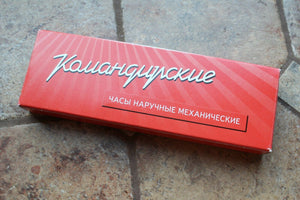 Командирские
ЧАСЫ НАРУЧНЫЕ МЕХАНИЧЕСКИЕ